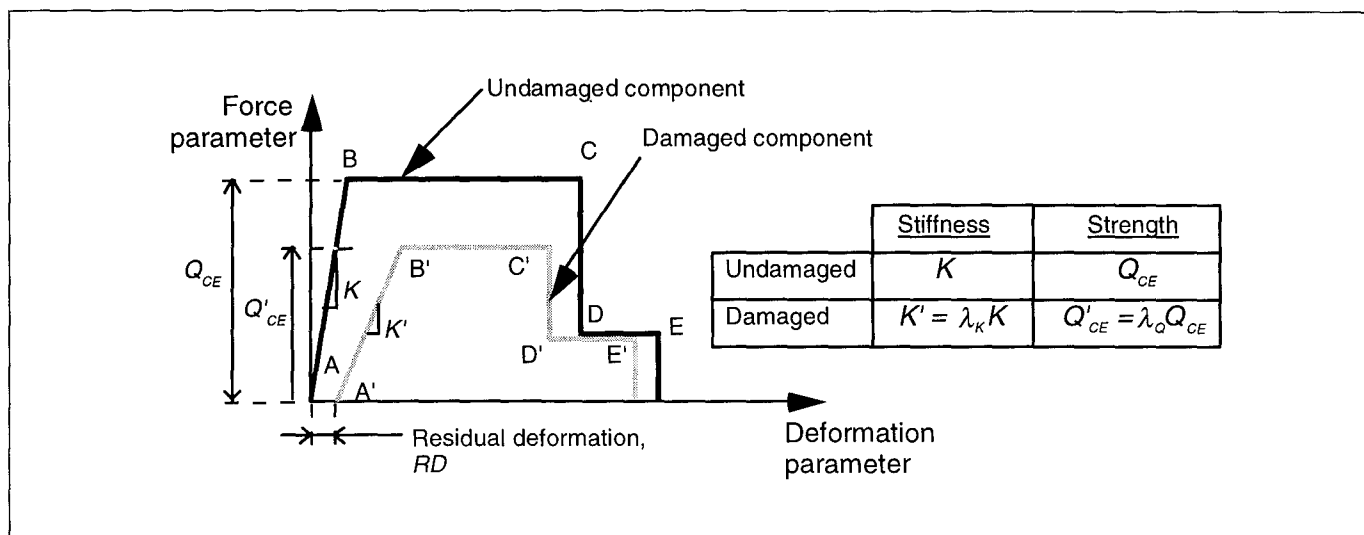 Undamaged component
Force
parameter
Damaged component
B
C
Stiffness Strength
Undamaged K Q_CE
Damaged K' = λ_K K Q'_CE = λ_Q Q_CE
Q_CE
Q'_CE
K
K'
B'
C'
D
E
D'
E'
A
A'
Residual deformation,
RD
Deformation
parameter